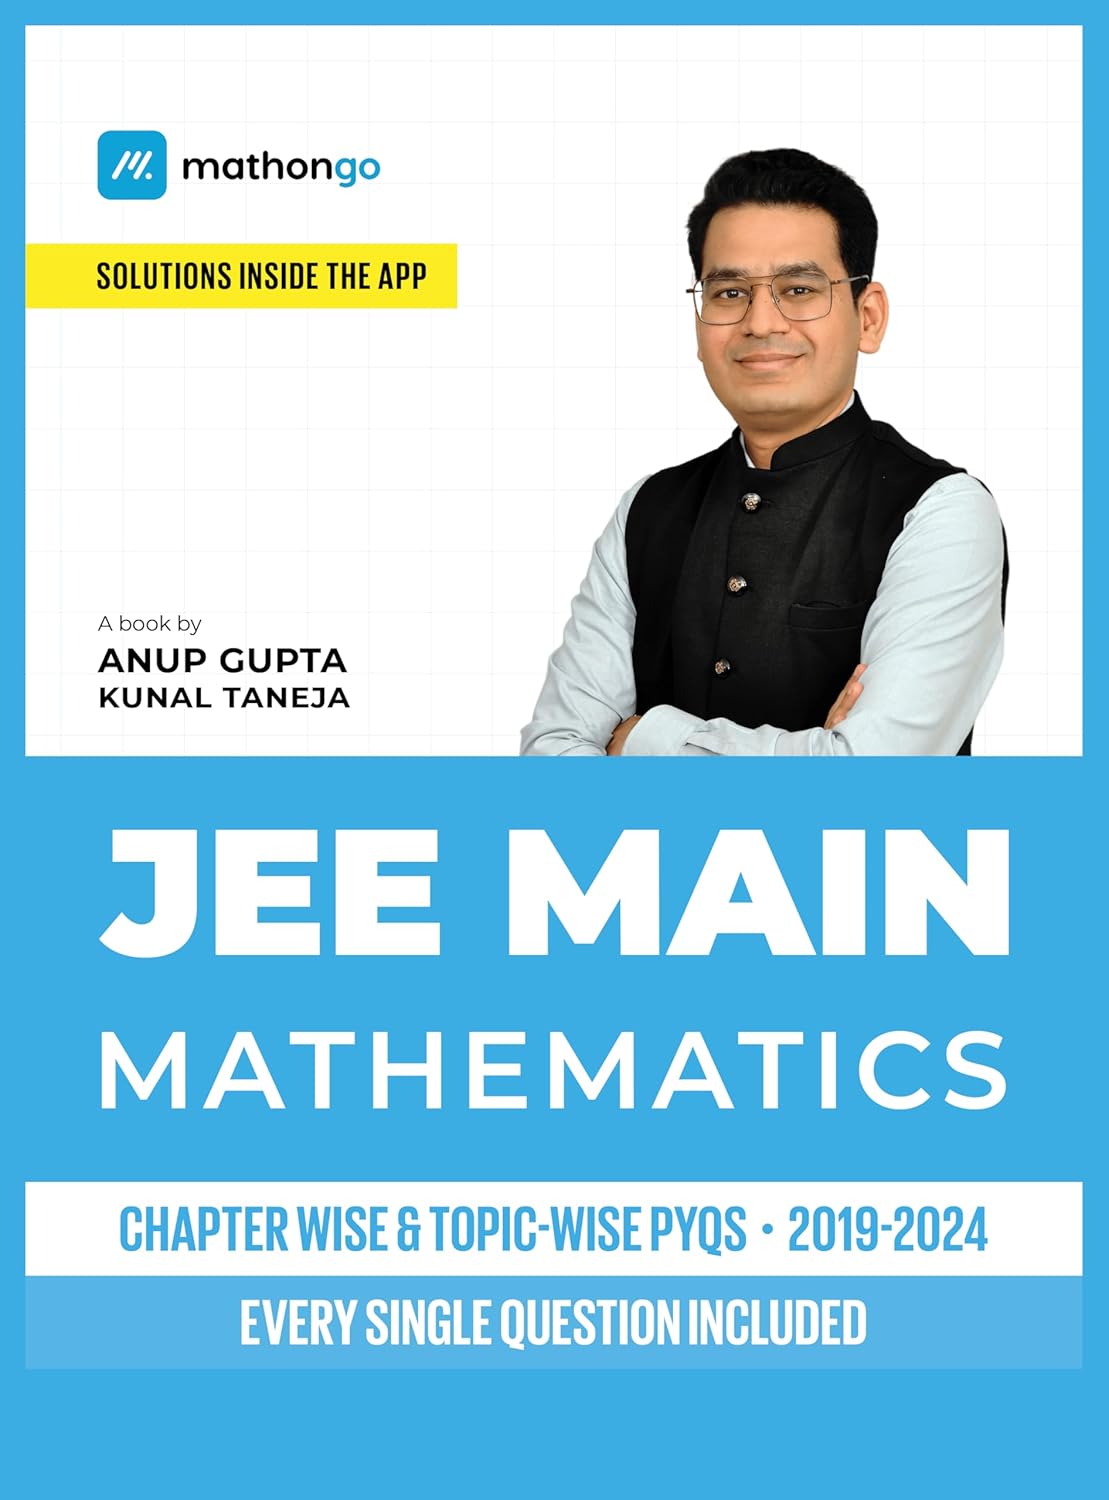 mathongo
SOLUTIONS INSIDE THE APP
A book by
ANUP GUPTA
KUNAL TANEJA
JEE MAIN
MATHEMATICS
CHAPTER WISE & TOPIC-WISE PYQS • 2019-2024
EVERY SINGLE QUESTION INCLUDED